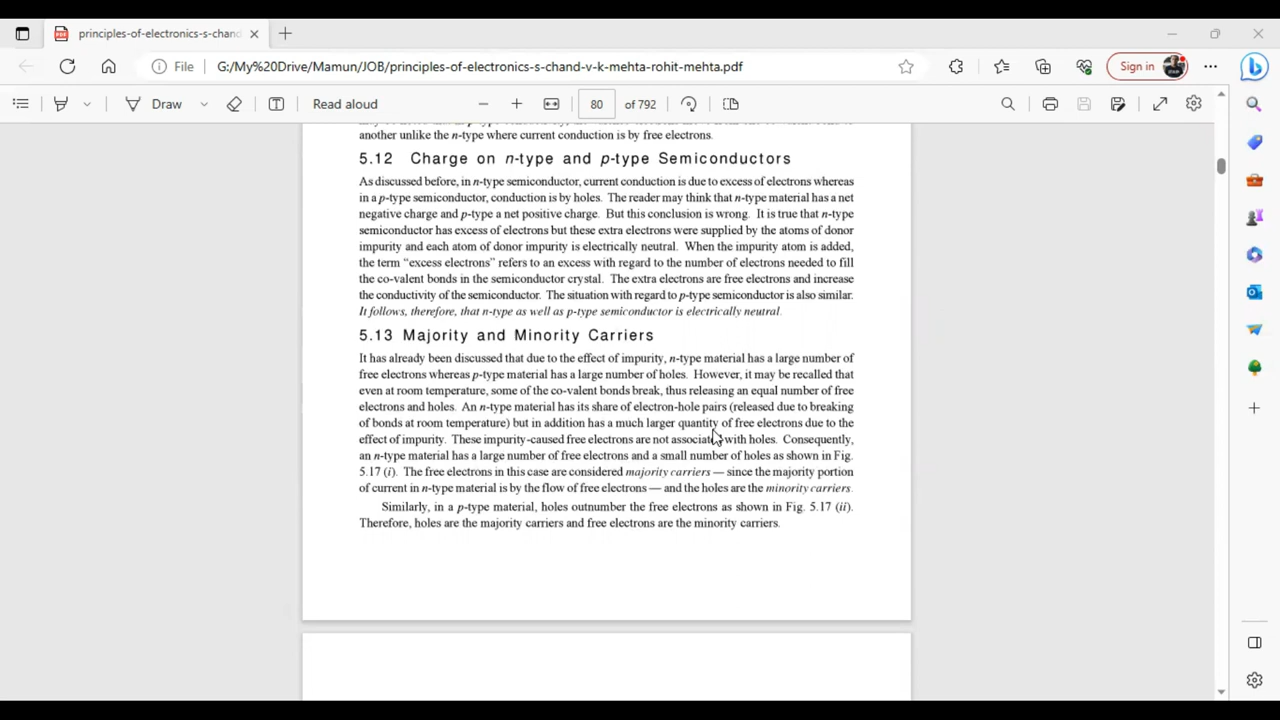 principles-of-electronics-s-chand
File G:/My%20Drive/Mamun/JOB/principles-of-electronics-s-chand-v-k-mehta-rohit-mehta.pdf
Sign in
Draw
Read aloud
80 of 792
another unlike the n-type where current conduction is by free electrons.
5.12 Charge on n-type and p-type Semiconductors
As discussed before, in n-type semiconductor, current conduction is due to excess of electrons whereas
in a p-type semiconductor, conduction is by holes. The reader may think that n-type material has a net
negative charge and p-type a net positive charge. But this conclusion is wrong. It is true that n-type
semiconductor has excess of electrons but these extra electrons were supplied by the atoms of donor
impurity and each atom of donor impurity is electrically neutral. When the impurity atom is added,
the term “excess electrons” refers to an excess with regard to the number of electrons needed to fill
the co-valent bonds in the semiconductor crystal. The extra electrons are free electrons and increase
the conductivity of the semiconductor. The situation with regard to p-type semiconductor is also similar.
It follows, therefore, that n-type as well as p-type semiconductor is electrically neutral.
5.13 Majority and Minority Carriers
It has already been discussed that due to the effect of impurity, n-type material has a large number of
free electrons whereas p-type material has a large number of holes. However, it may be recalled that
even at room temperature, some of the co-valent bonds break, thus releasing an equal number of free
electrons and holes. An n-type material has its share of electron-hole pairs (released due to breaking
of bonds at room temperature) but in addition has a much larger quantity of free electrons due to the
effect of impurity. These impurity-caused free electrons are not associated with holes. Consequently,
an n-type material has a large number of free electrons and a small number of holes as shown in Fig.
5.17 (i). The free electrons in this case are considered majority carriers — since the majority portion
of current in n-type material is by the flow of free electrons — and the holes are the minority carriers.
Similarly, in a p-type material, holes outnumber the free electrons as shown in Fig. 5.17 (ii).
Therefore, holes are the majority carriers and free electrons are the minority carriers.